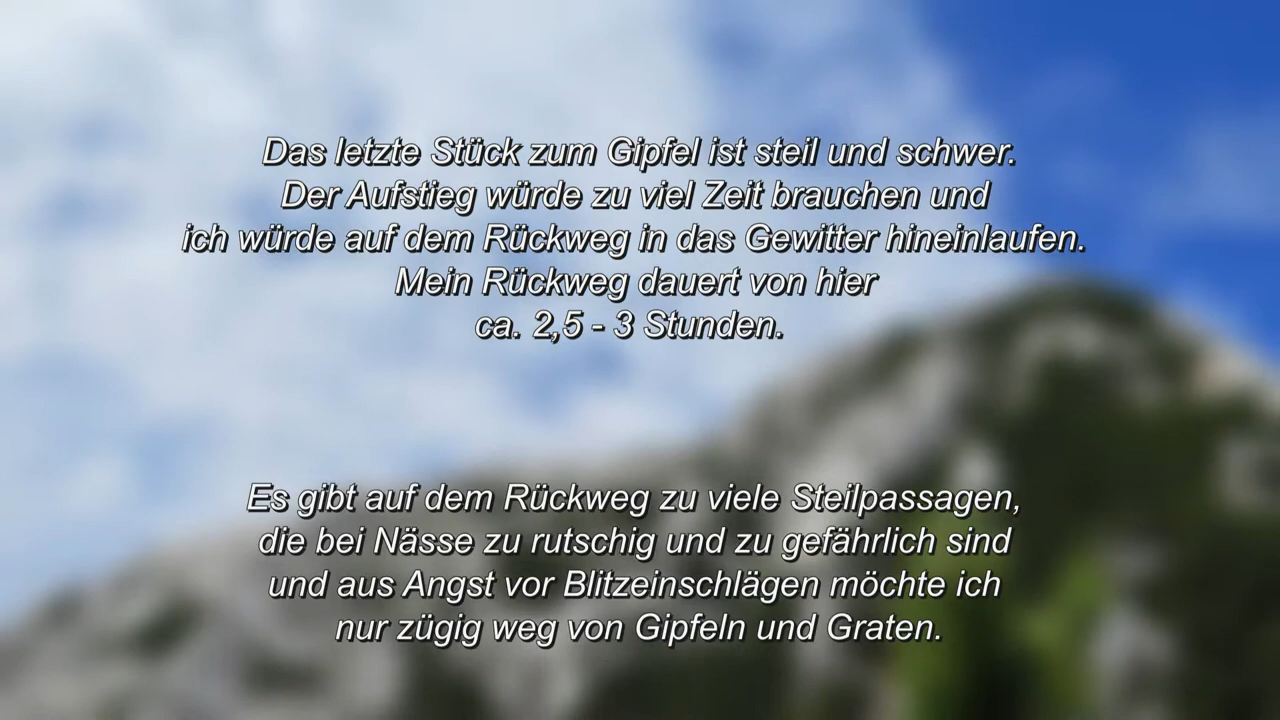 Das letzte Stück zum Gipfel ist steil und schwer.
Der Aufstieg würde zu viel Zeit brauchen und
ich würde auf dem Rückweg in das Gewitter hineinlaufen.
Mein Rückweg dauert von hier
ca. 2,5 - 3 Stunden.
Es gibt auf dem Rückweg zu viele Steilpassagen,
die bei Nässe zu rutschig und zu gefährlich sind
und aus Angst vor Blitzeinschlägen möchte ich
nur zügig weg von Gipfeln und Graten.